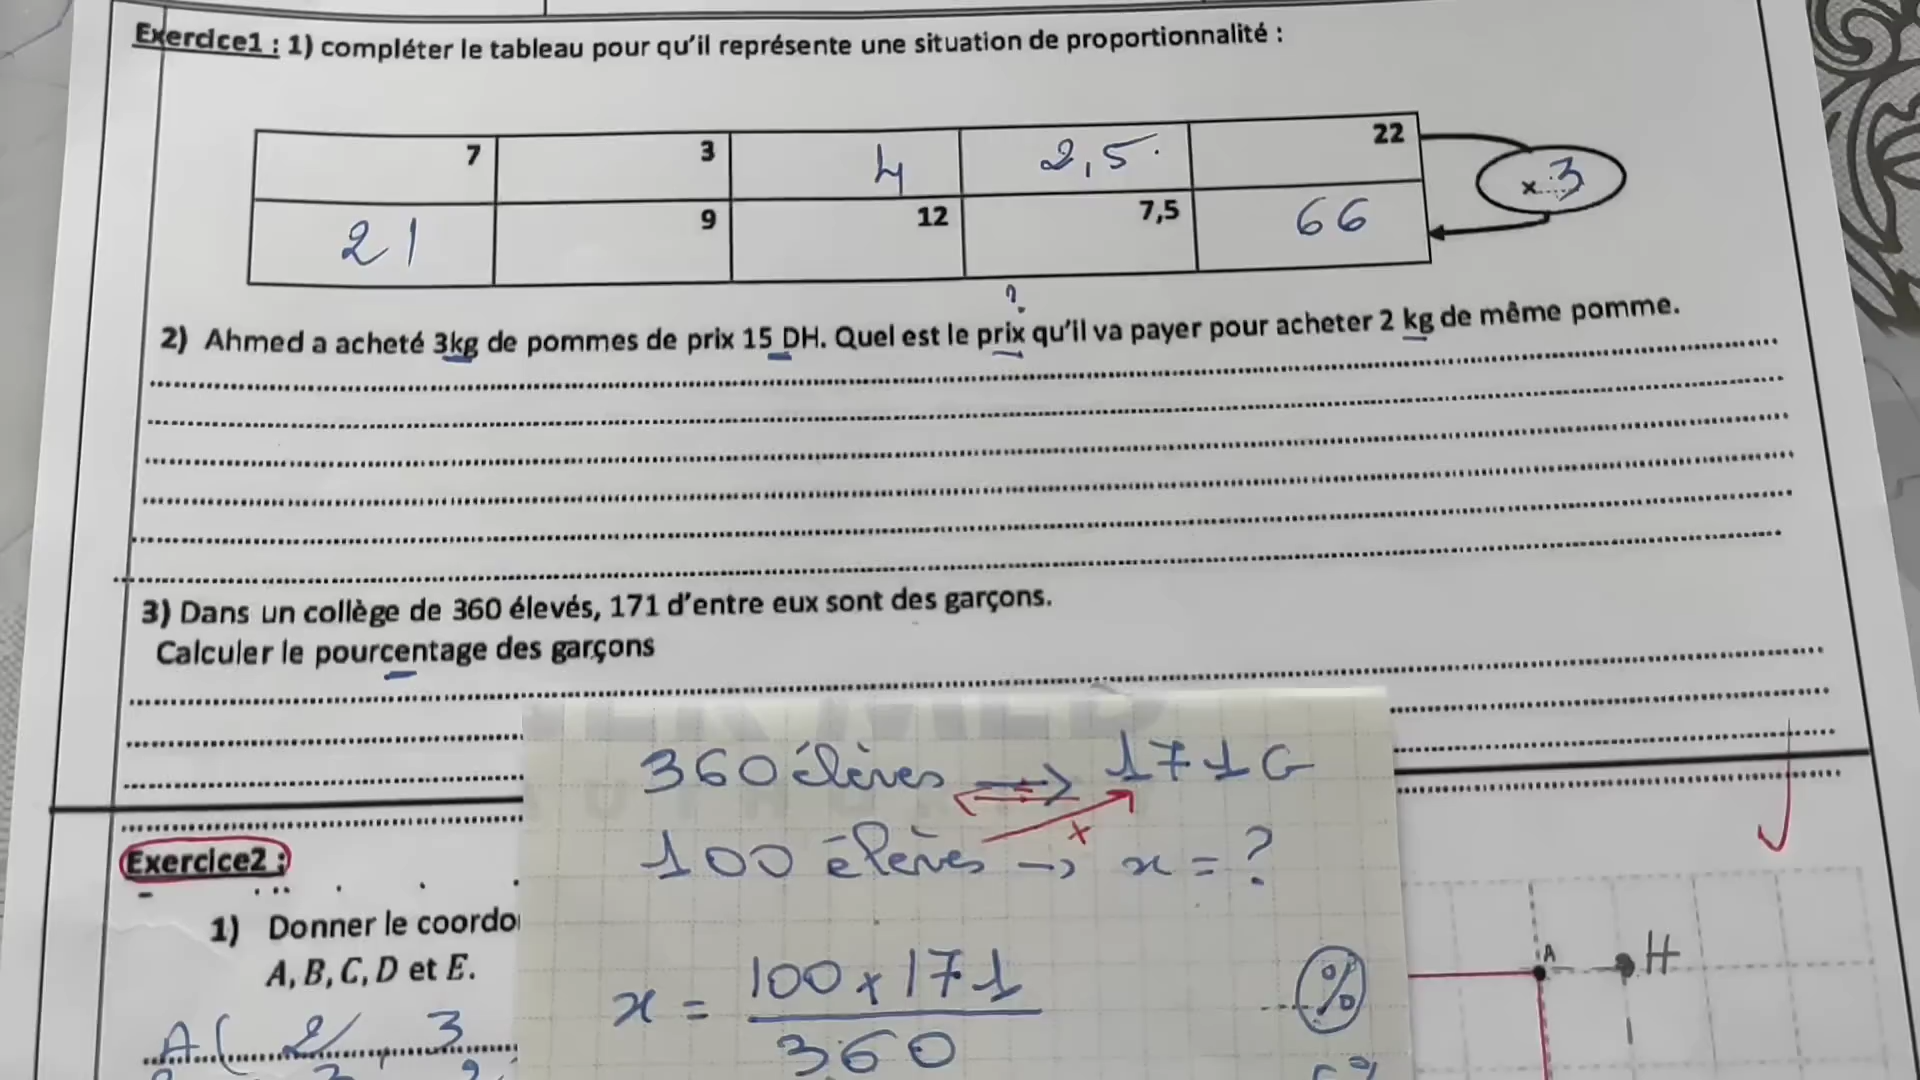 Exercice1 : 1) compléter le tableau pour qu'il représente une situation de proportionnalité :
7 3 4 2,5 22
x 3
21 9 12 7,5 66
?
2) Ahmed a acheté 3kg de pommes de prix 15 DH. Quel est le prix qu'il va payer pour acheter 2 kg de même pomme.
3) Dans un collège de 360 élevés, 171 d'entre eux sont des garçons.
Calculer le pourcentage des garçons
360 élèves → 171 G
x
100 élèves → x = ?
Exercice2 :
1) Donner le coordo
A, B, C, D et E.
A H
x = 100 x 171
360
%
A( 2, 3